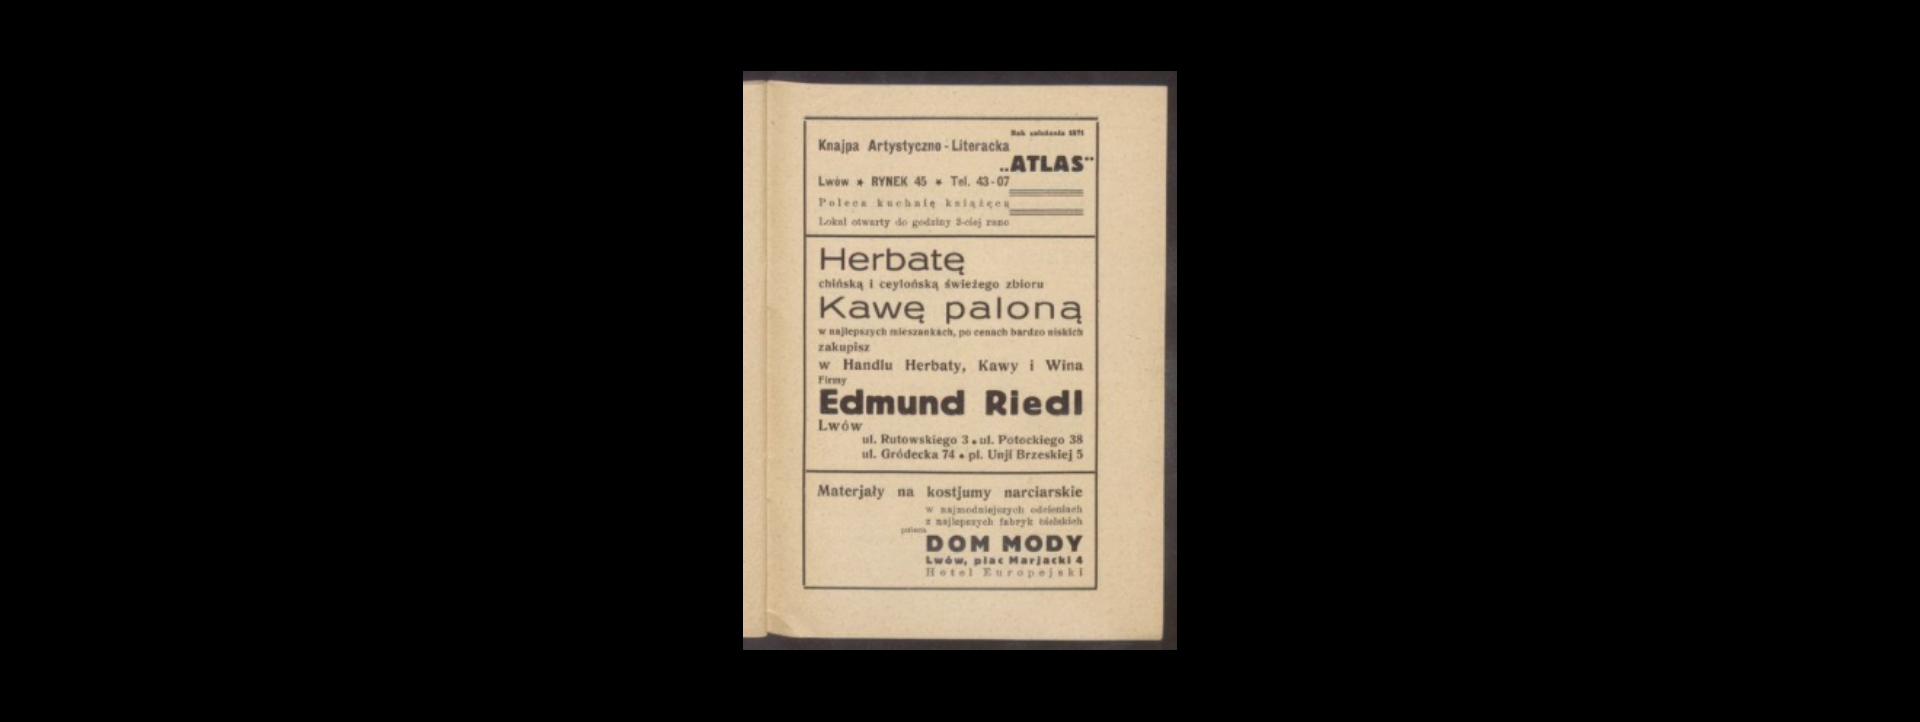 Rok założenia 1871
Knajpa Artystyczno-Literacka
„ATLAS"
Lwów * RYNEK 45 * Tel. 43-07
Poleca kuchnię książęcą
Lokal otwarty do godziny 3-ciej rano
Herbatę
chińską i ceylońską świeżego zbioru
Kawę paloną
w najlepszych mieszankach, po cenach bardzo niskich
zakupisz
w Handlu Herbaty, Kawy i Wina
Firmy
Edmund Riedl
Lwów
ul. Rutowskiego 3 • ul. Potockiego 38
ul. Gródecka 74 • pl. Unji Brzeskiej 5
Materjały na kostjumy narciarskie
w najmodniejszych odcieniach
z najlepszych fabryk bielskich
poleca
DOM MODY
Lwów, plac Marjacki 4
Hotel Europejski